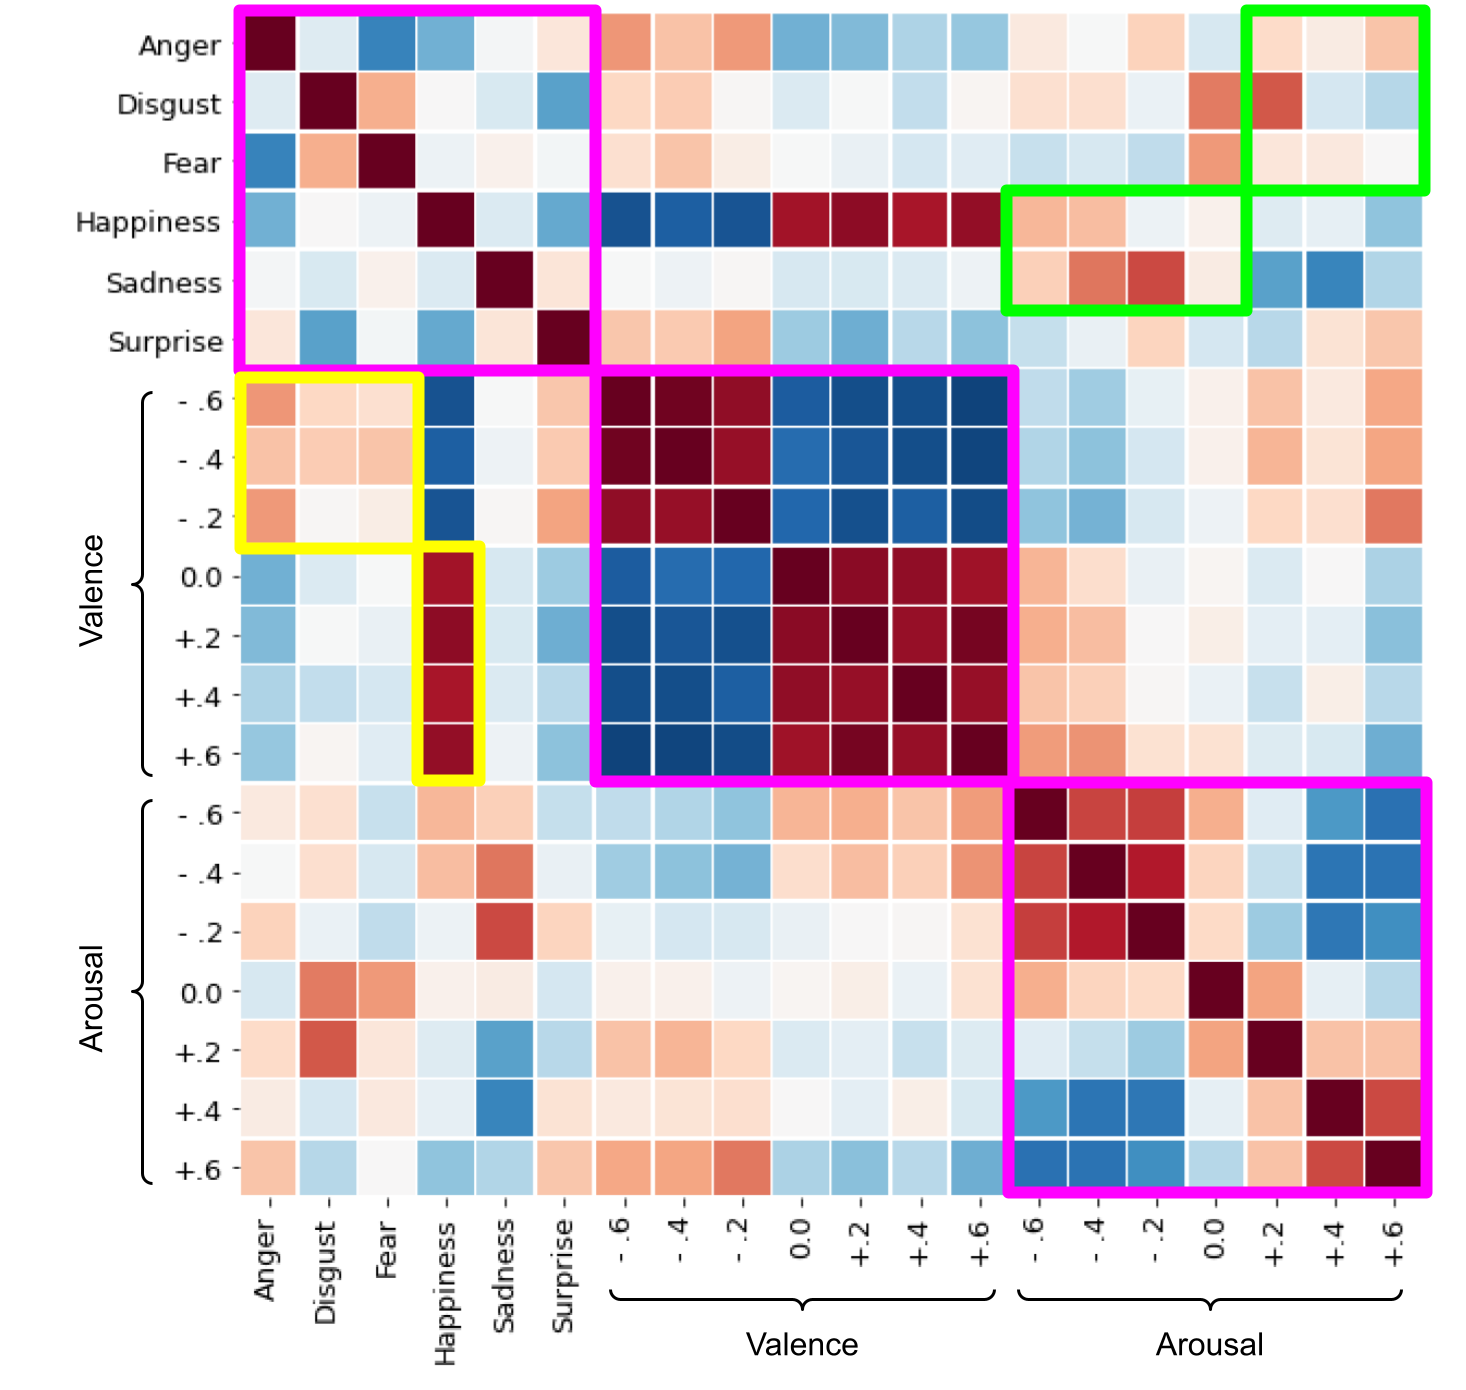 Anger
Disgust
Fear
Happiness
Sadness
Surprise
- .6
- .4
- .2
0.0
+.2
+.4
+.6
Valence
- .6
- .4
- .2
0.0
+.2
+.4
+.6
Arousal
Anger
Disgust
Fear
Happiness
Sadness
Surprise
- .6
- .4
- .2
0.0
+.2
+.4
+.6
- .6
- .4
- .2
0.0
+.2
+.4
+.6
Valence
Arousal